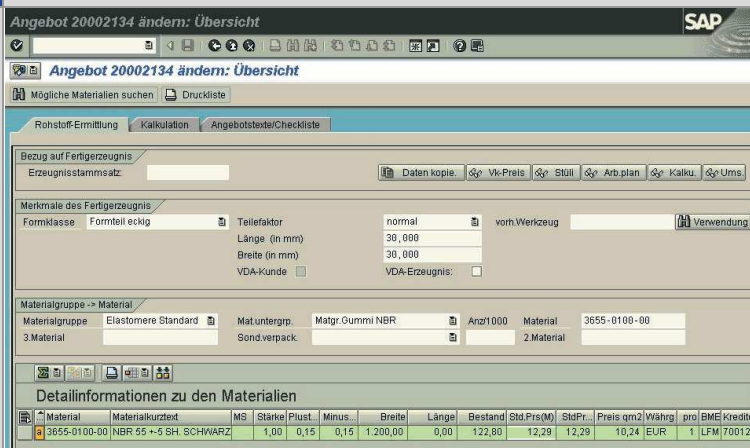 Angebot 20002134 ändern: Übersicht
SAP
Angebot 20002134 ändern: Übersicht
Mögliche Materialien suchen Druckliste
Rohstoff-Ermittlung Kalkulation Angebotstexte/Checkliste
Bezug auf Fertigerzeugnis
Erzeugnisstammsatz: Daten kopie. Vk-Preis Stüli Arb.plan Kalku. Ums.
Merkmale des Fertigerzeugnis
Formklasse Formteil eckig Teilefaktor normal vorh.Werkzeug Verwendung
Länge (in mm) 30,000
Breite (in mm) 30,000
VDA-Kunde VDA-Erzeugnis:
Materialgruppe -> Material
Materialgruppe Elastomere Standard Mat.untergrp. Matgr.Gummi NBR Anz/1000 Material 3655-0100-00
3.Material Sond.verpack. 2.Material
Detailinformationen zu den Materialien
Material Materialkurztext MS Stärke Plust... Minus... Breite Länge Bestand Std.Prs(M) StdPr... Preis qm2 Währg pro BME Kredito
3655-0100-00 NBR 55 +-5 SH. SCHWARZ 1,00 0,15 0,15 1.200,00 0,00 122,80 12,29 12,29 10,24 EUR 1 LFM 70012